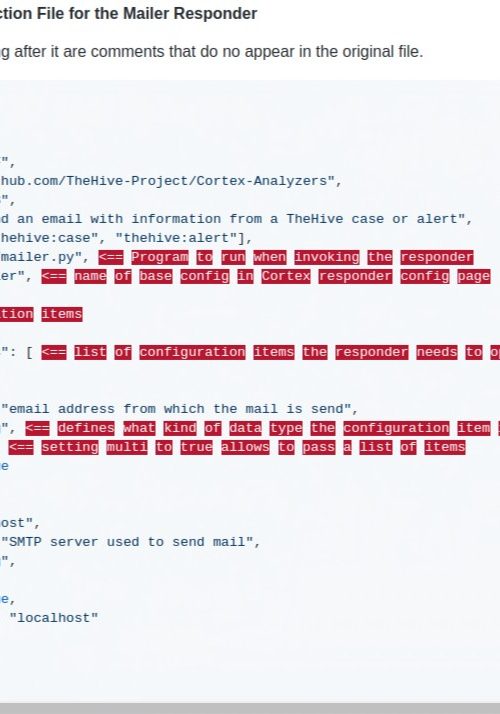 ction File for the Mailer Responder
g after it are comments that do no appear in the original file.
",
hub.com/TheHive-Project/Cortex-Analyzers",
",
d an email with information from a TheHive case or alert",
hehive:case", "thehive:alert"],
mailer.py", <== Program to run when invoking the responder
er", <== name of base config in Cortex responder config page
tion items
": [ <== list of configuration items the responder needs to op
"email address from which the mail is send",
", <== defines what kind of data type the configuration item
<== setting multi to true allows to pass a list of items
e
ost",
"SMTP server used to send mail",
",
e,
"localhost"